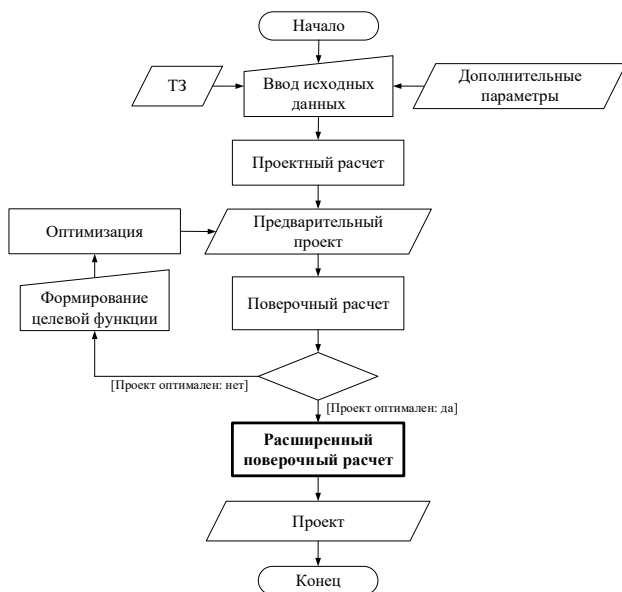 Начало
ТЗ
Ввод исходных
данных
Дополнительные
параметры
Проектный расчет
Оптимизация
Предварительный
проект
Формирование
целевой функции
Поверочный расчет
[Проект оптимален: нет]
[Проект оптимален: да]
Расширенный
поверочный расчет
Проект
Конец